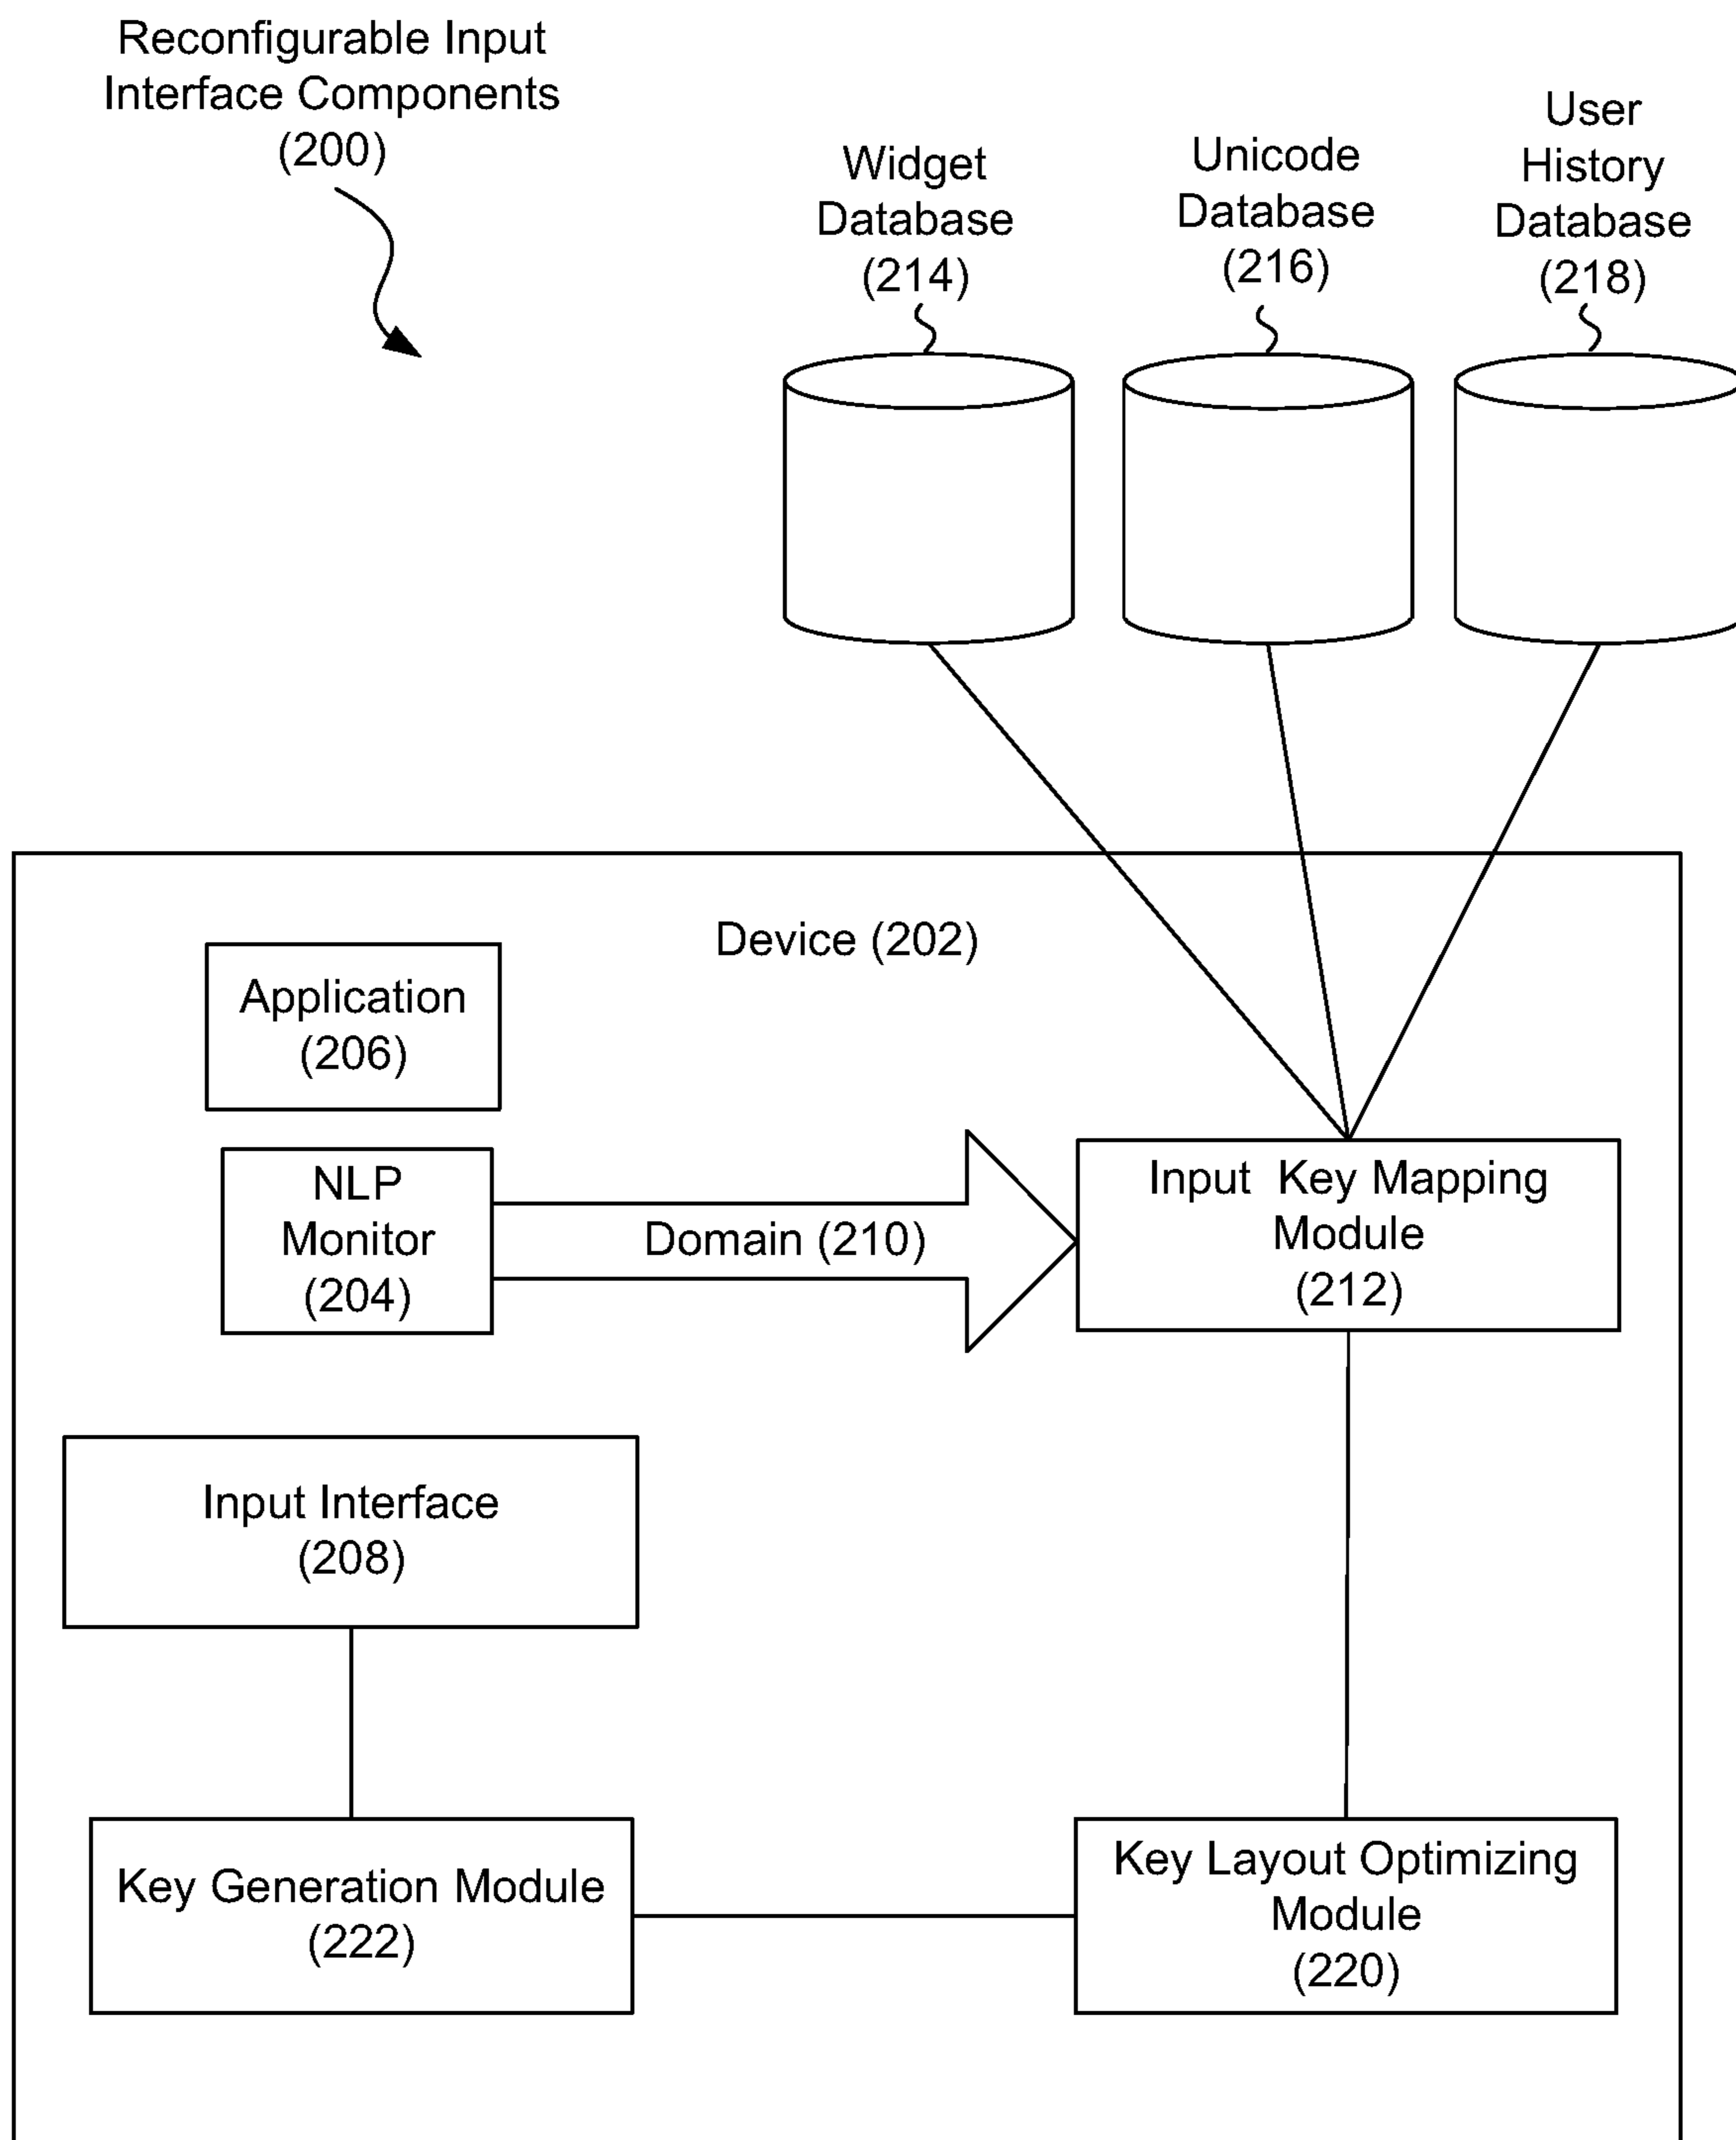 Reconfigurable Input
Interface Components
(200)
Widget
Database
(214)
Unicode
Database
(216)
User
History
Database
(218)
Device (202)
Application
(206)
NLP
Monitor
(204)
Domain (210)
Input Key Mapping
Module
(212)
Input Interface
(208)
Key Generation Module
(222)
Key Layout Optimizing
Module
(220)